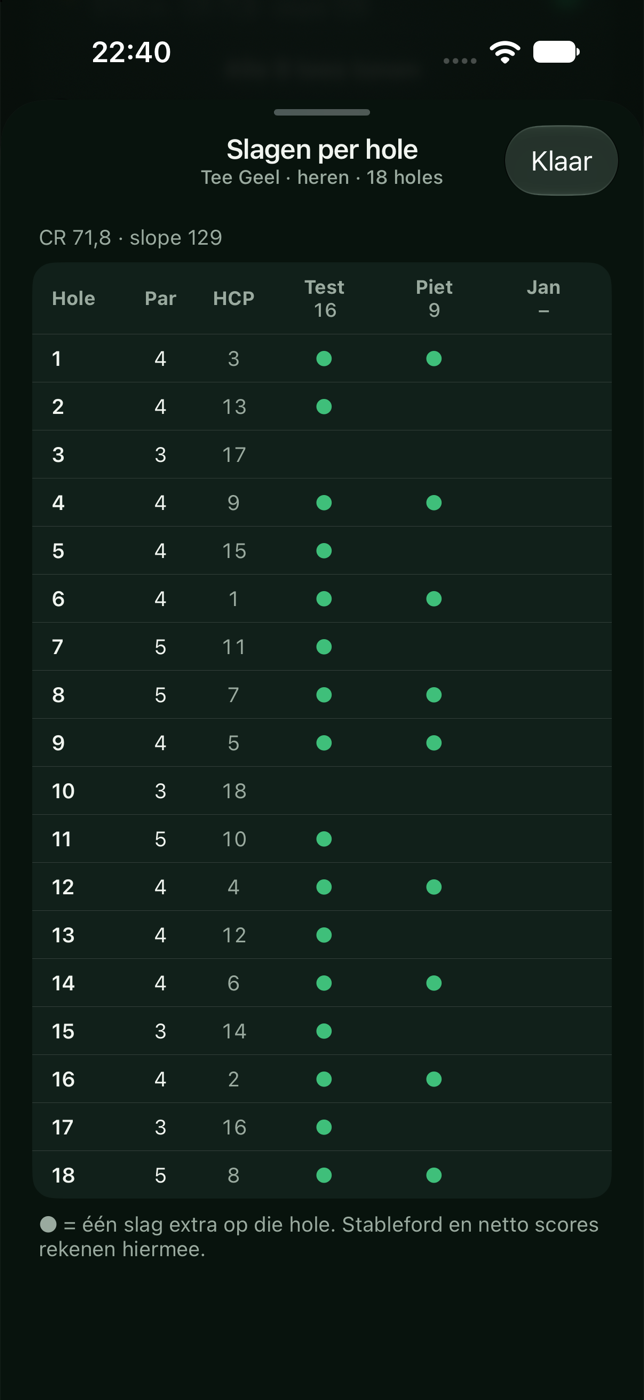 22:40
Slagen per hole
Tee Geel · heren · 18 holes
Klaar
CR 71,8 · slope 129
Hole Par HCP Test 16 Piet 9 Jan –
1 4 3 ● ●
2 4 13 ●
3 3 17
4 4 9 ● ●
5 4 15 ●
6 4 1 ● ●
7 5 11 ●
8 5 7 ● ●
9 4 5 ● ●
10 3 18
11 5 10 ●
12 4 4 ● ●
13 4 12 ●
14 4 6 ● ●
15 3 14 ●
16 4 2 ● ●
17 3 16 ●
18 5 8 ● ●
● = één slag extra op die hole. Stableford en netto scores
rekenen hiermee.